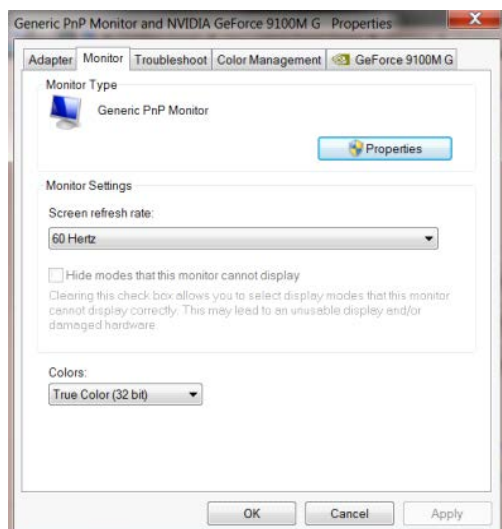 Generic PnP Monitor and NVIDIA GeForce 9100M G   Properties
Adapter Monitor Troubleshoot Color Management GeForce 9100M G
Monitor Type
Generic PnP Monitor
Properties
Monitor Settings
Screen refresh rate:
60 Hertz
Hide modes that this monitor cannot display
Clearing this check box allows you to select display modes that this monitor
cannot display correctly. This may lead to an unusable display and/or
damaged hardware.
Colors:
True Color (32 bit)
OK Cancel Apply